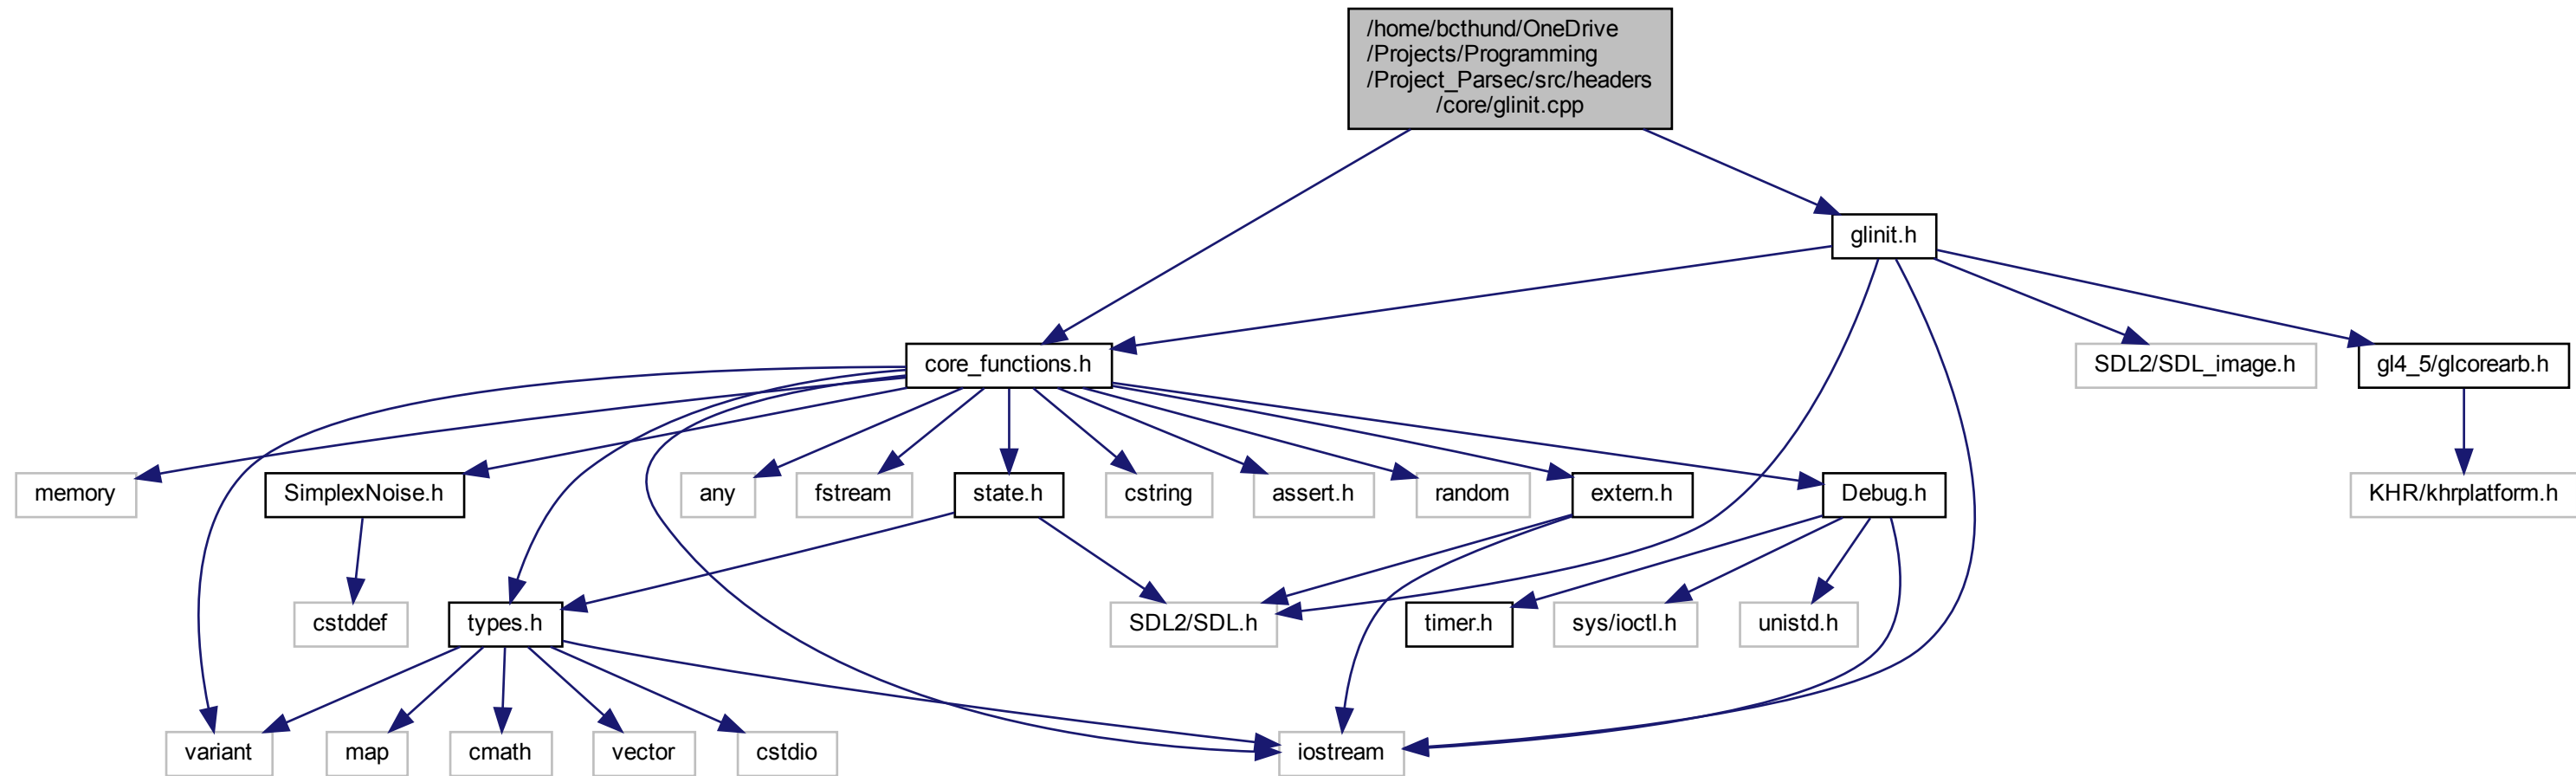 /home/bcthund/OneDrive
/Projects/Programming
/Project_Parsec/src/headers
/core/glinit.cpp
glinit.h
core_functions.h
SDL2/SDL_image.h
gl4_5/glcorearb.h
memory
SimplexNoise.h
any
fstream
state.h
cstring
assert.h
random
extern.h
Debug.h
KHR/khrplatform.h
cstddef
types.h
SDL2/SDL.h
timer.h
sys/ioctl.h
unistd.h
variant
map
cmath
vector
cstdio
iostream